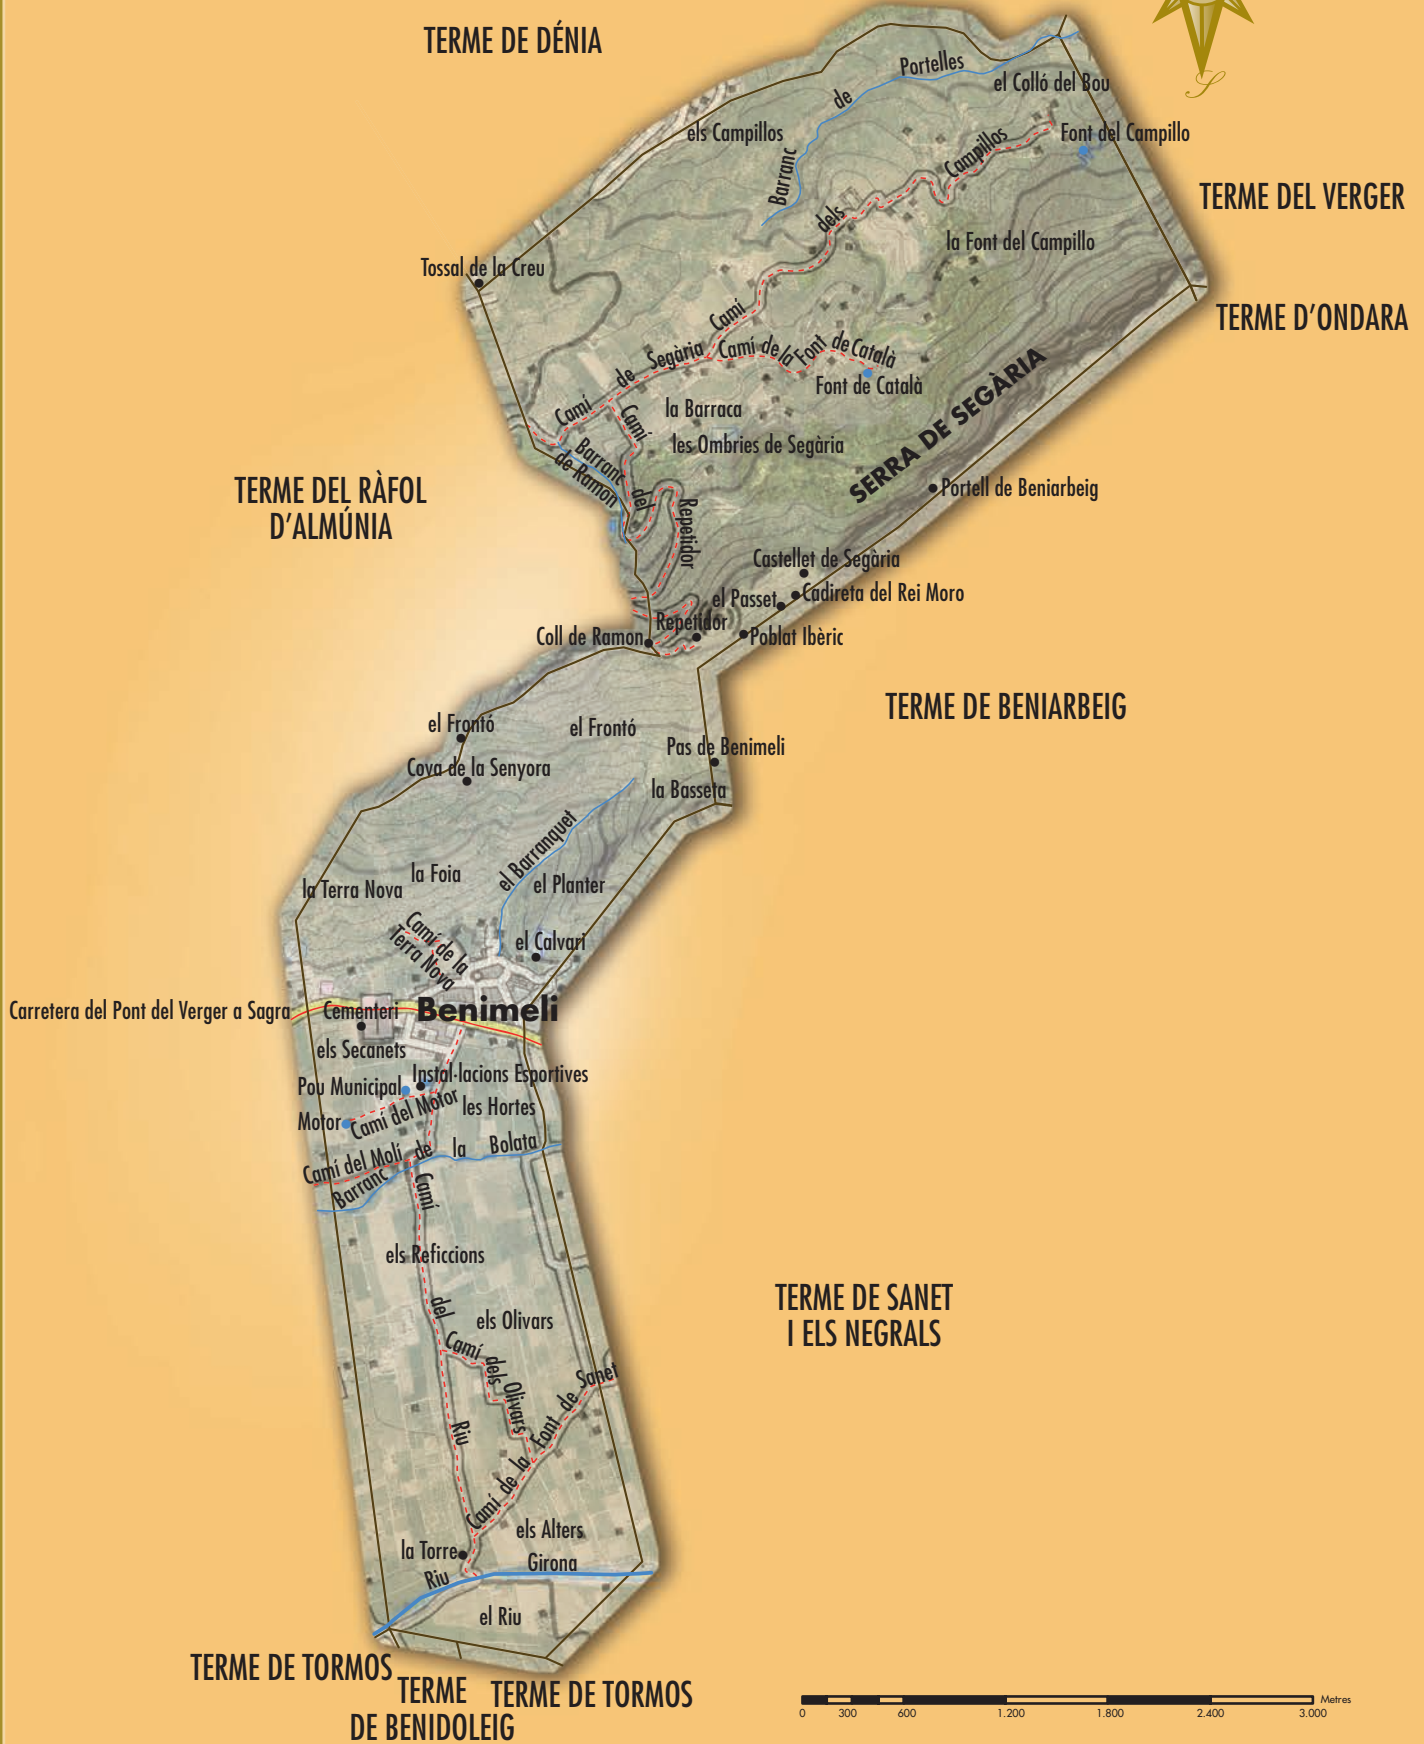 S
TERME DE DÉNIA
Barranc de Portelles
el Colló del Bou
els Campillos
Font del Campillo
TERME DEL VERGER
Camí dels Campillos
la Font del Campillo
Tossal de la Creu
TERME D'ONDARA
Camí de Segària
Camí de la Font de Català
Font de Català
la Barraca
les Ombries de Segària
SERRA DE SEGÀRIA
Camí del Repetidor
Barranc
de Ramon
TERME DEL RÀFOL
D'ALMÚNIA
Portell de Beniarbeig
Castellet de Segària
Cadireta del Rei Moro
el Passet
Repetidor
Coll de Ramon
Poblat Ibèric
TERME DE BENIARBEIG
el Frontó
el Frontó
Pas de Benimeli
Cova de la Senyora
la Basseta
el Barranquet
la Foia
la Terra Nova
el Planter
Camí de la
Terra Nova
el Calvari
Carretera del Pont del Verger a Sagra
Cementeri
Benimeli
els Secanets
Instal·lacions Esportives
Pou Municipal
Motor
Camí del Motor
les Hortes
Camí del Molí
Barranc de la Bolata
Camí del Riu
els Reficcions
TERME DE SANET
I ELS NEGRALS
els Olivars
Camí dels Olivars
Camí de la Font de Sanet
els Alters
la Torre
Riu Girona
el Riu
TERME DE TORMOS
TERME
DE BENIDOLEIG
TERME DE TORMOS
Metres
0 300 600 1.200 1.800 2.400 3.000